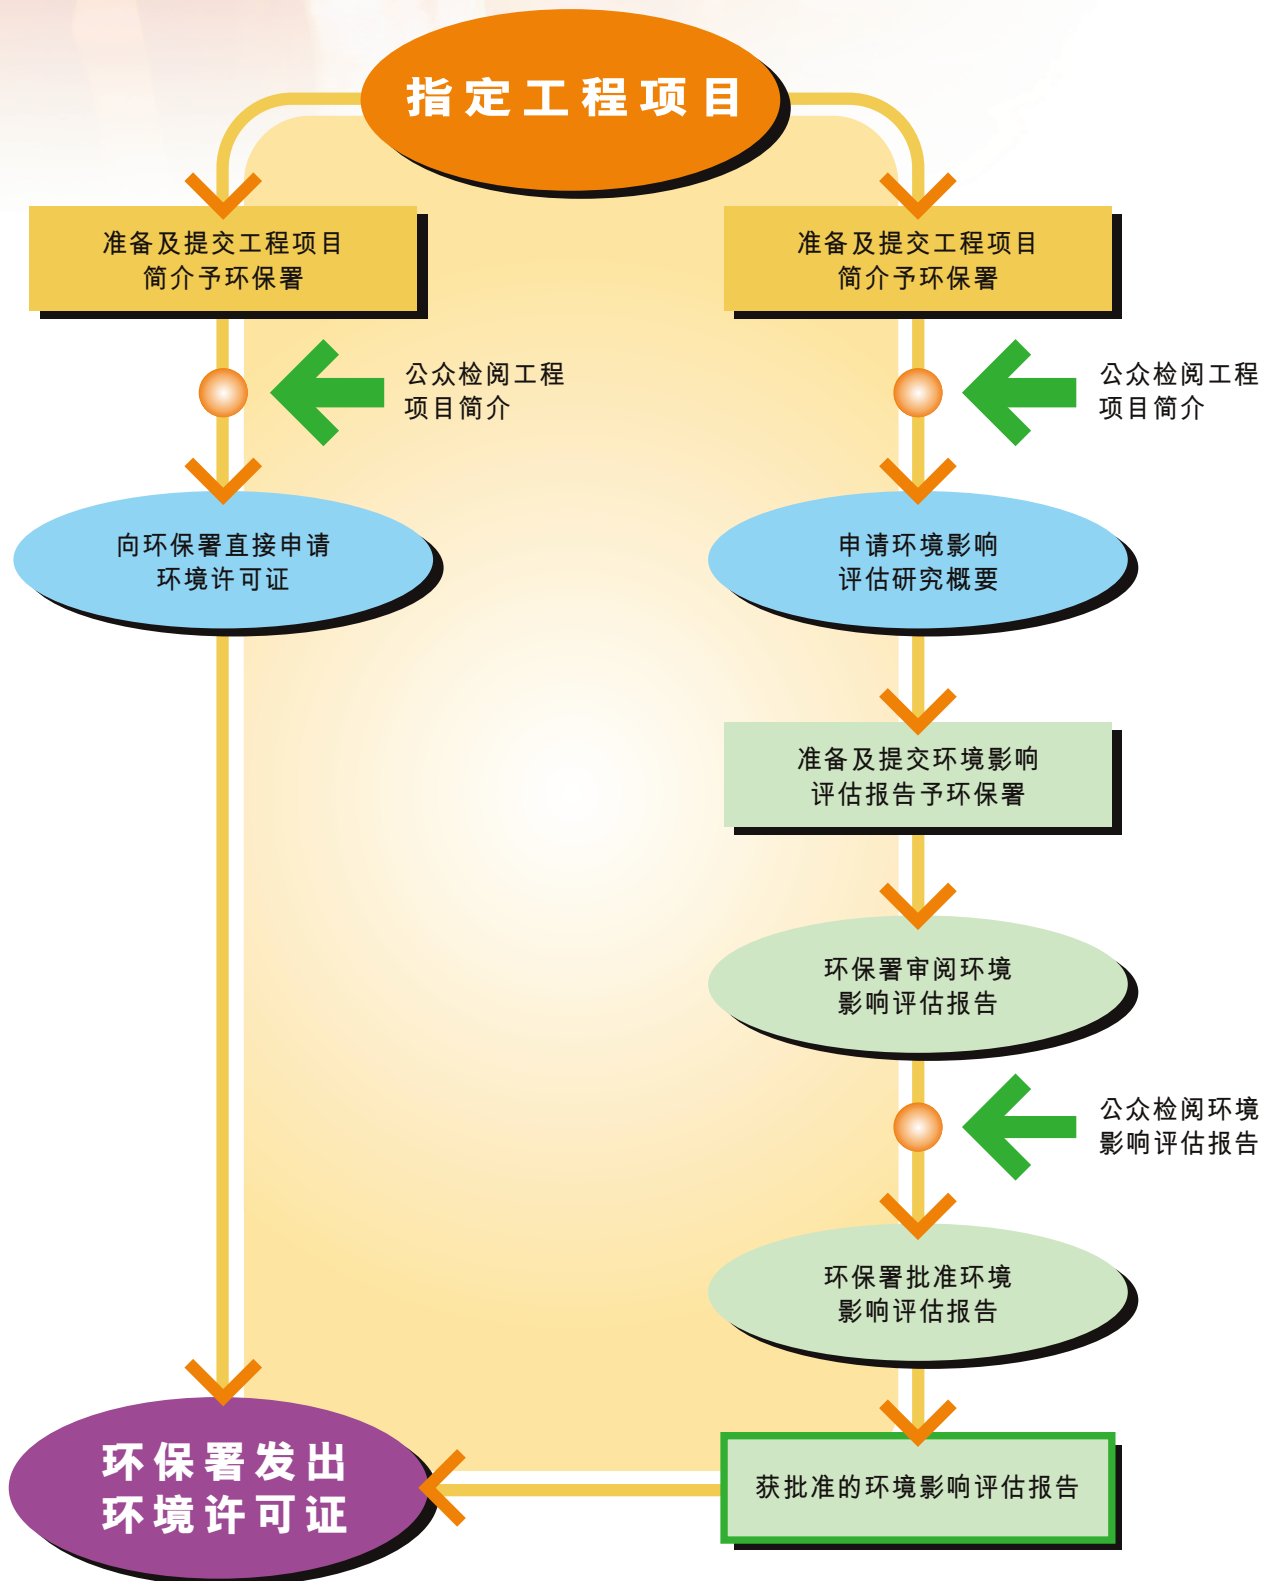 指定工程项目
准备及提交工程项目
简介予环保署
准备及提交工程项目
简介予环保署
公众检阅工程
项目简介
公众检阅工程
项目简介
向环保署直接申请
环境许可证
申请环境影响
评估研究概要
准备及提交环境影响
评估报告予环保署
环保署审阅环境
影响评估报告
公众检阅环境
影响评估报告
环保署批准环境
影响评估报告
环保署发出
环境许可证
获批准的环境影响评估报告